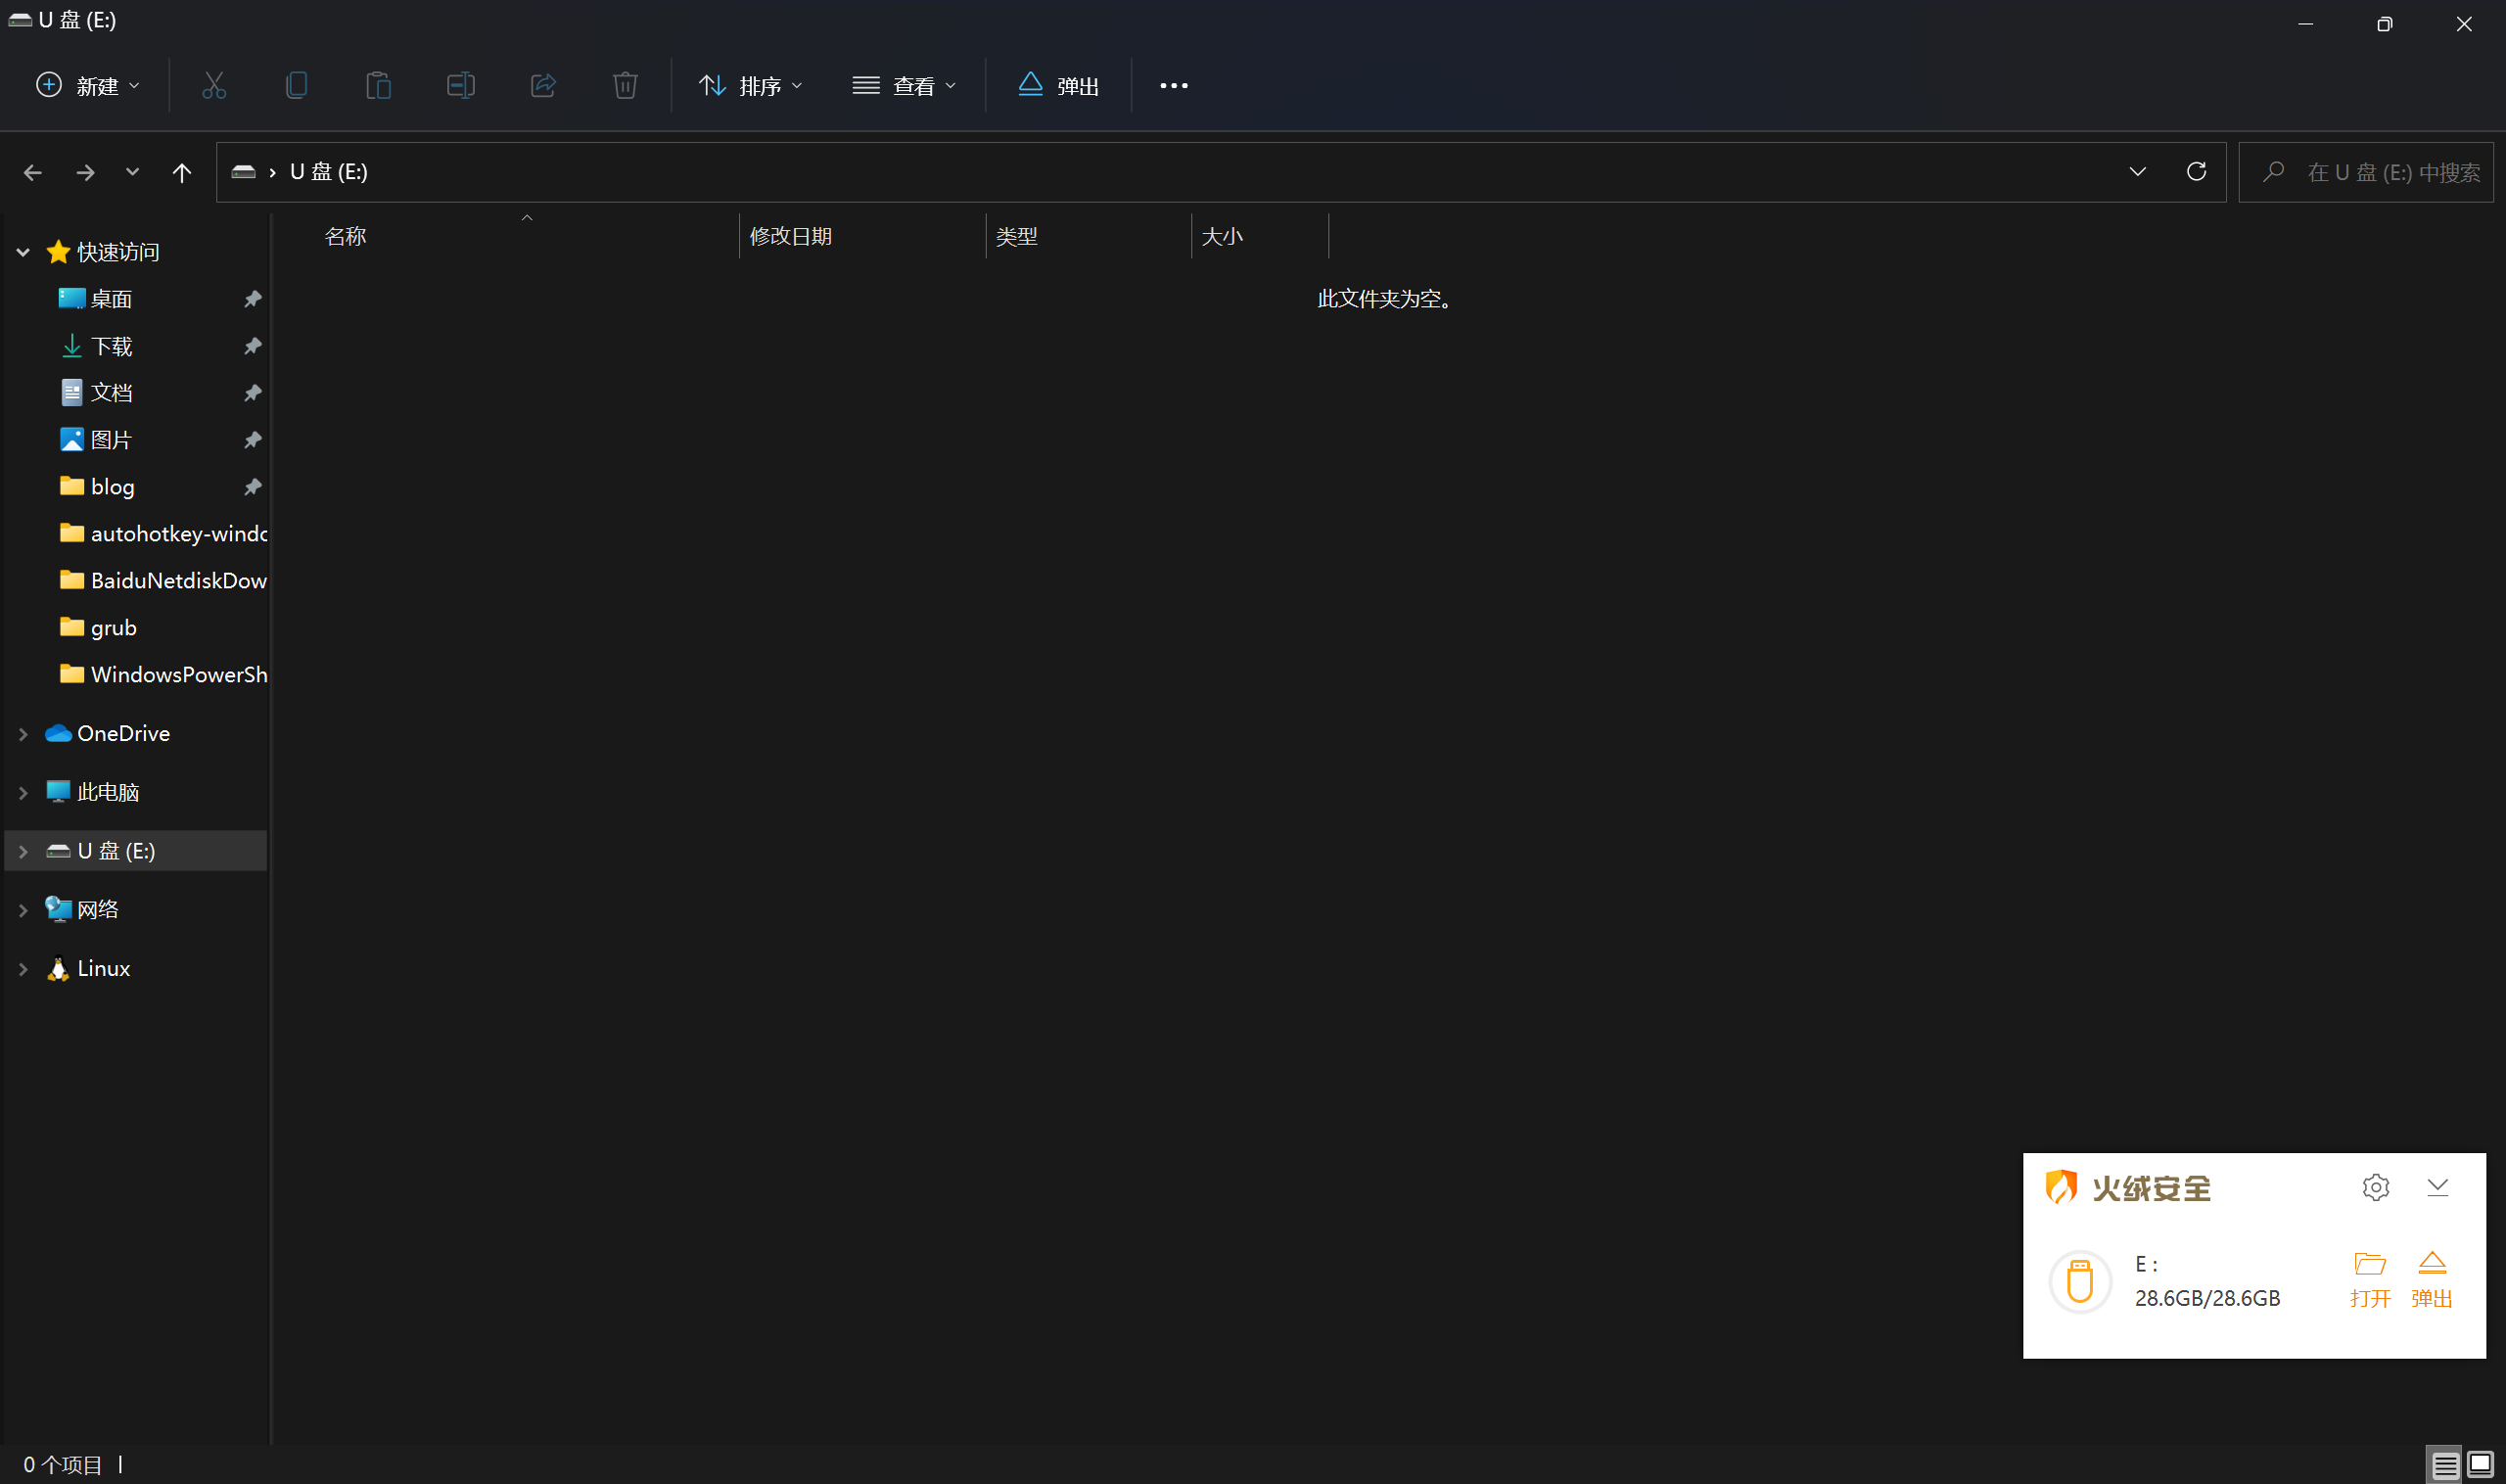 U 盘 (E:)
新建
排序
查看
弹出
U 盘 (E:)
在 U 盘 (E:) 中搜索
名称
修改日期
类型
大小
此文件夹为空。
快速访问
桌面
下载
文档
图片
blog
autohotkey-windo
BaiduNetdiskDow
grub
WindowsPowerSh
OneDrive
此电脑
U 盘 (E:)
网络
Linux
火绒安全
E :
28.6GB/28.6GB
打开
弹出
0 个项目